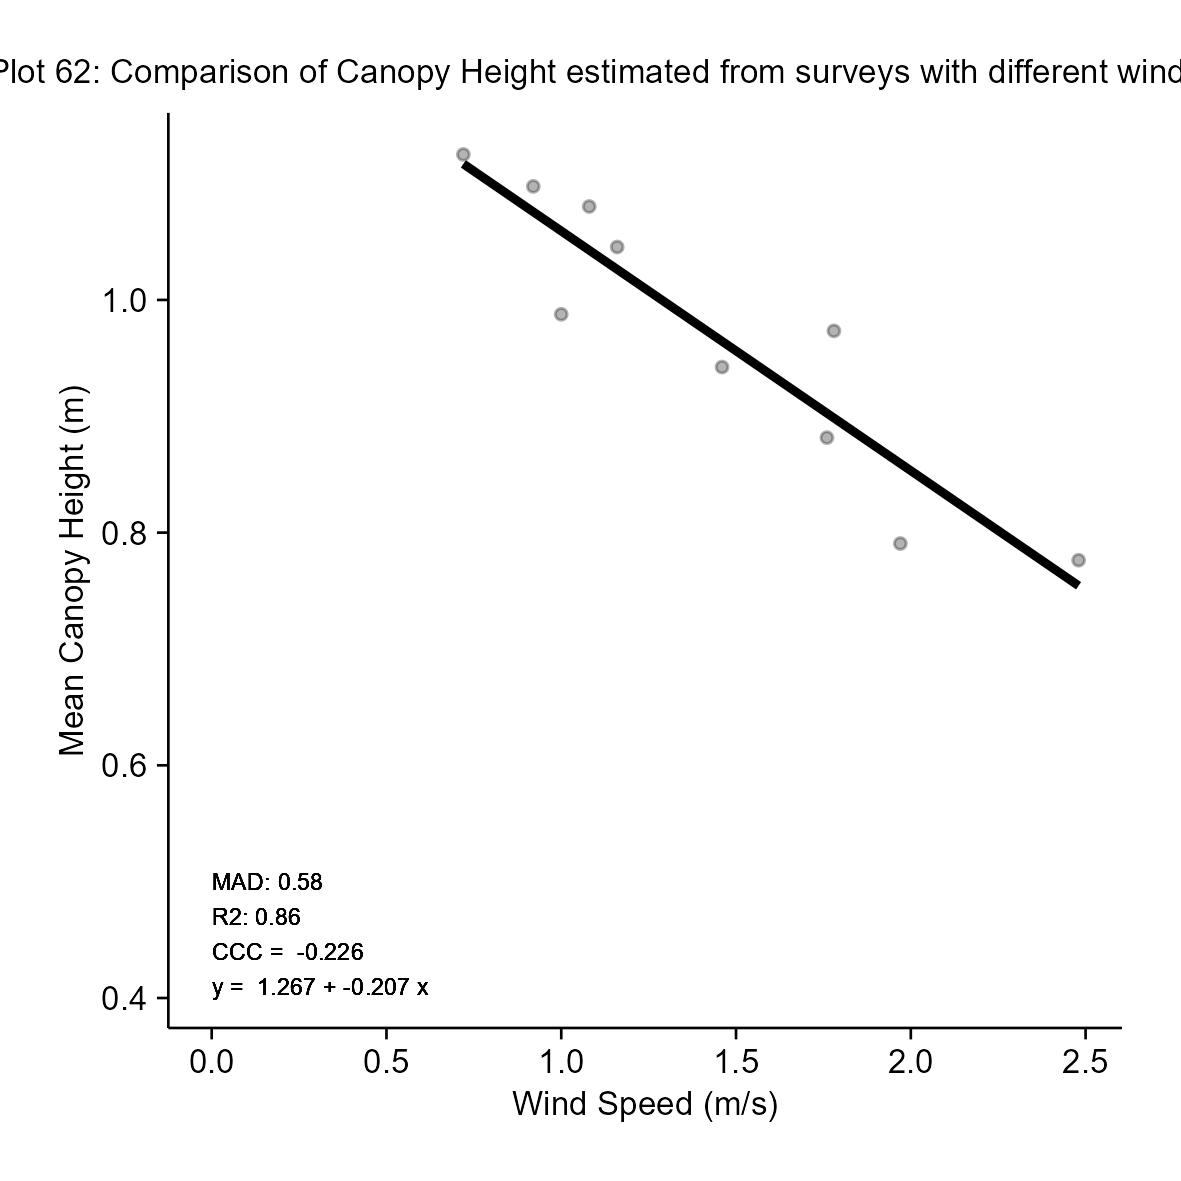 Plot 62: Comparison of Canopy Height estimated from surveys with different wind
1.0
0.8
0.6
0.4
Mean Canopy Height (m)
MAD: 0.58
R2: 0.86
CCC = -0.226
y = 1.267 + -0.207 x
0.0 0.5 1.0 1.5 2.0 2.5
Wind Speed (m/s)